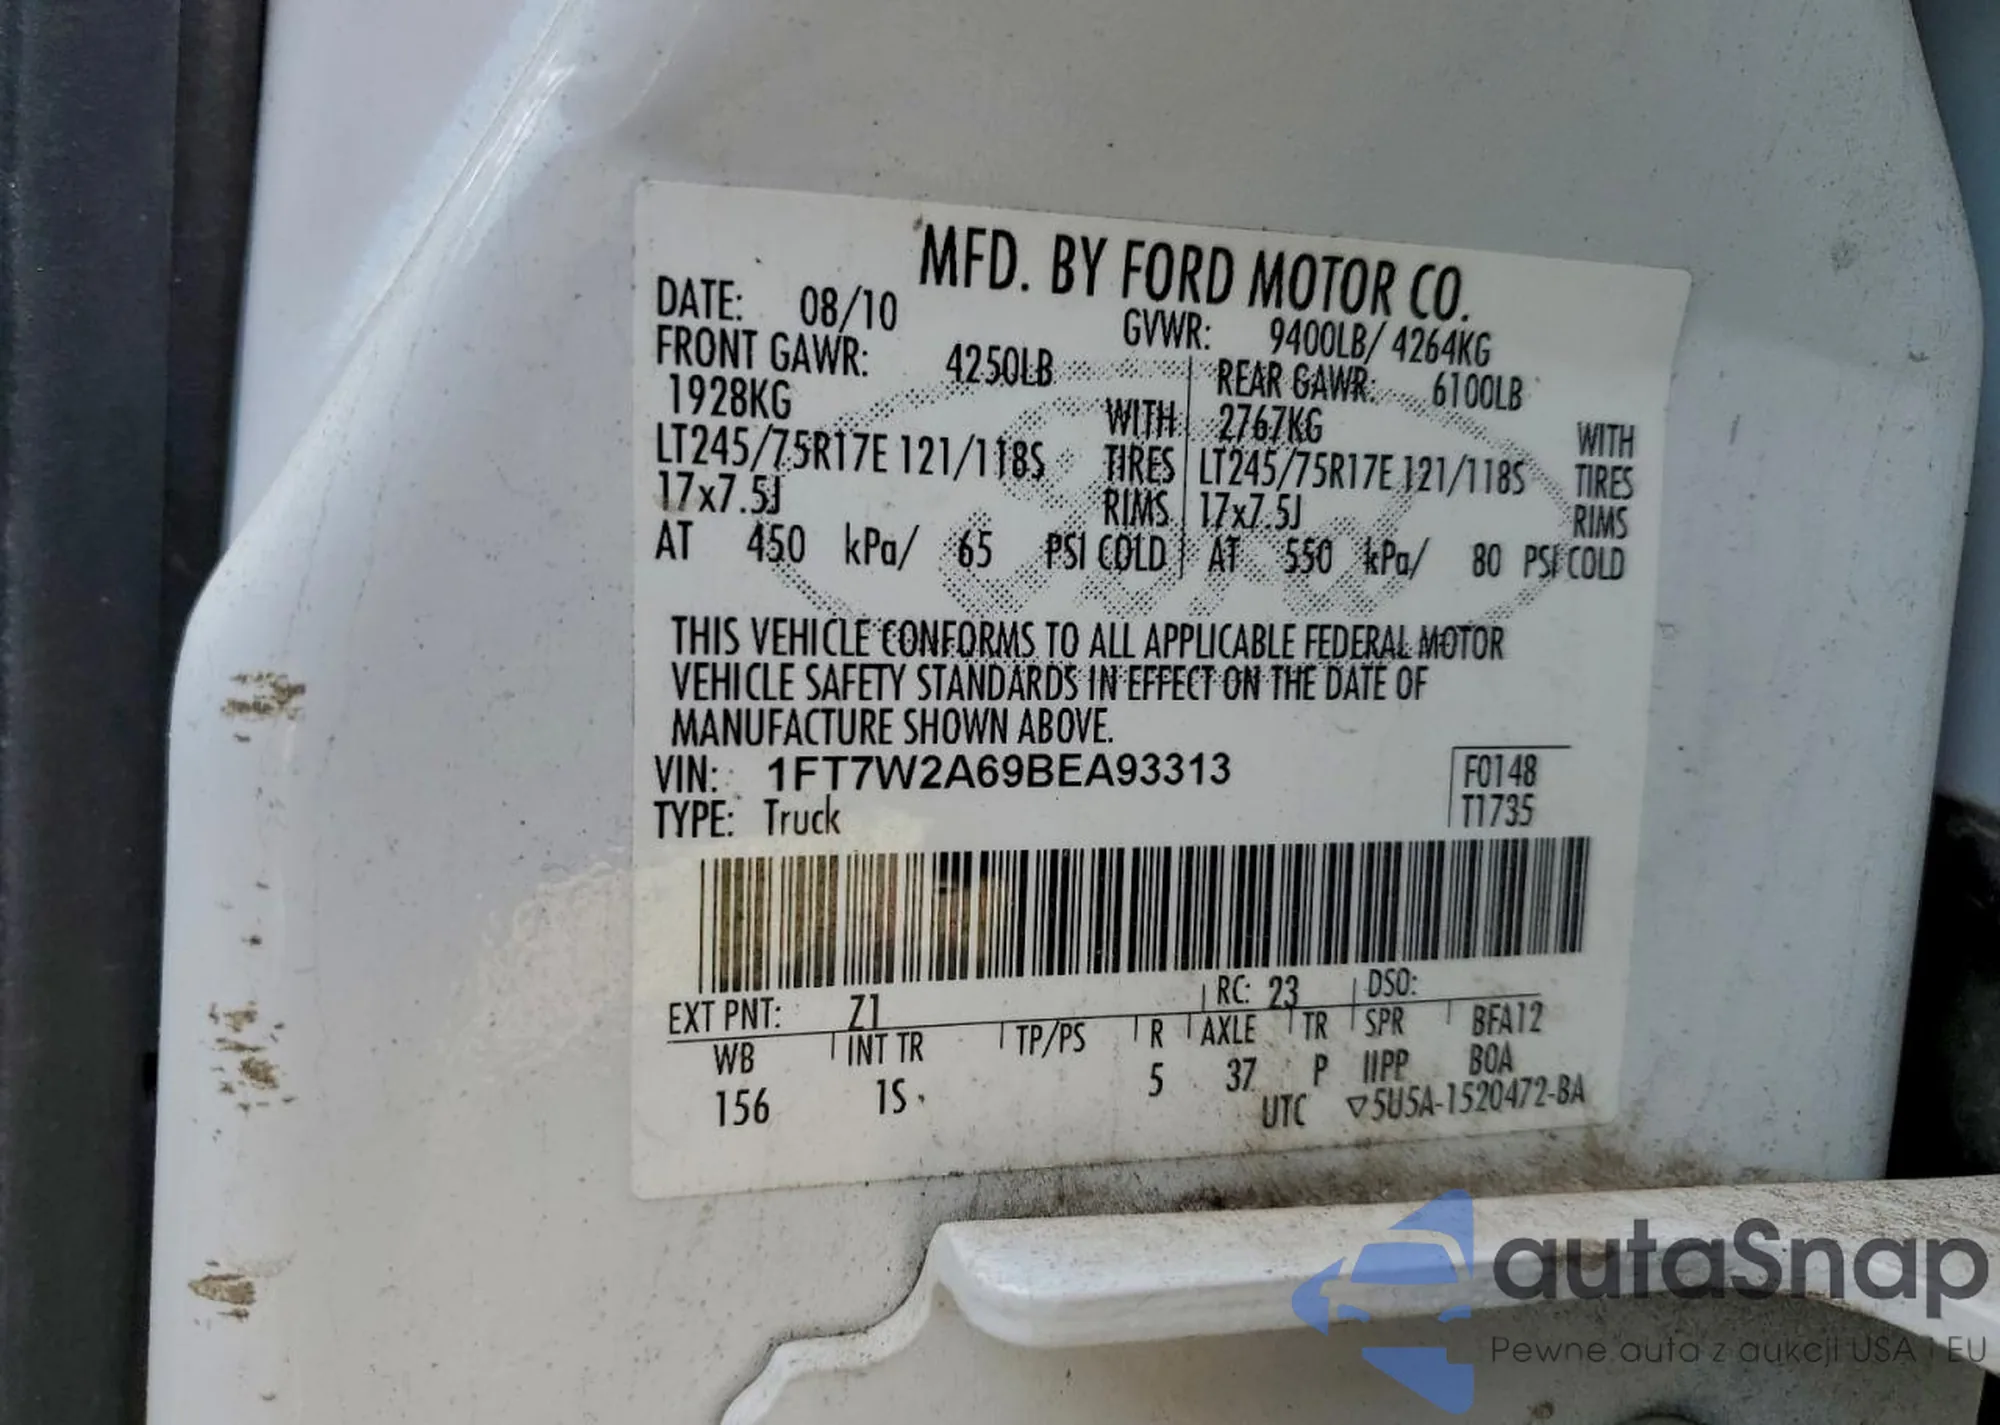 MFD. BY FORD MOTOR CO.
DATE: 08/10 GVWR: 9400LB/ 4264KG
FRONT GAWR: 4250LB REAR GAWR: 6100LB
1928KG WITH 2767KG WITH
LT245/75R17E 121/118S TIRES LT245/75R17E 121/118S TIRES
17x7.5J RIMS 17x7.5J RIMS
AT 450 kPa/ 65 PSI COLD AT 550 kPa/ 80 PSI COLD
THIS VEHICLE CONFORMS TO ALL APPLICABLE FEDERAL MOTOR
VEHICLE SAFETY STANDARDS IN EFFECT ON THE DATE OF
MANUFACTURE SHOWN ABOVE.
VIN: 1FT7W2A69BEA93313 F0148
TYPE: Truck T1735
EXT PNT: Z1 RC: 23 DSO:
WB INT TR TP/PS R AXLE TR SPR BFA12
156 1S 5 37 P IIPP BOA
UTC ▽5U5A-1520472-BA
autaSnap
Pewne auta z aukcji USA i EU